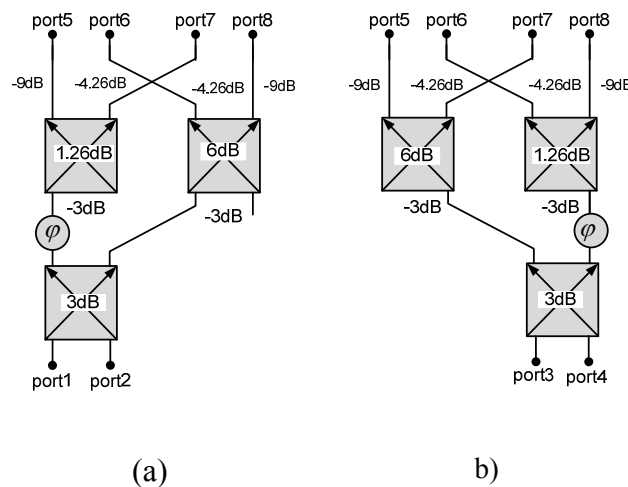 port5 port6 port7 port8 port5 port6 port7 port8
-9dB -4.26dB -4.26dB -9dB -9dB -4.26dB -4.26dB -9dB
1.26dB 6dB 6dB 1.26dB
-3dB -3dB -3dB -3dB
φ φ
3dB 3dB
port1 port2 port3 port4
(a) b)